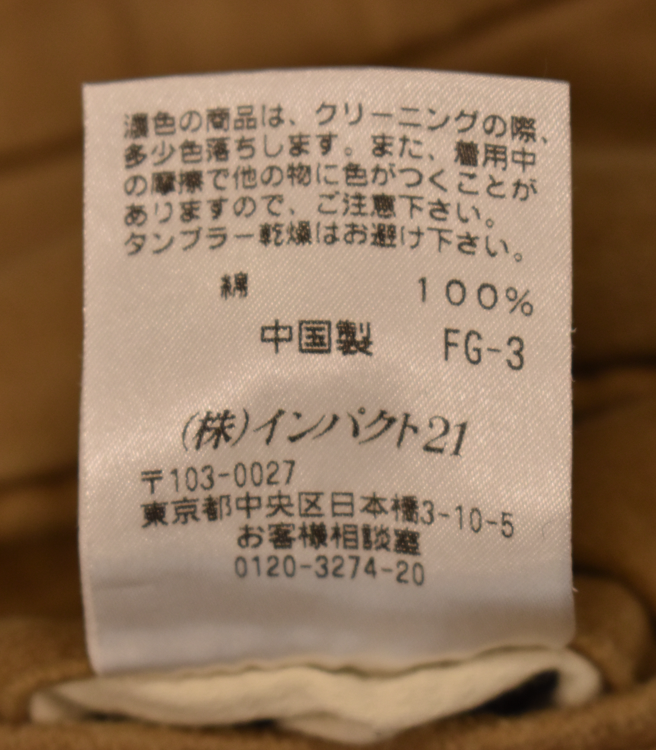 濃色の商品は、クリーニングの際、
多少色落ちします。また、着用中
の摩擦で他の物に色がつくことが
ありますので、ご注意下さい。
タンブラー乾燥はお避け下さい。
綿 100%
中国製 FG-3
(株)インパクト21
〒103-0027
東京都中央区日本橋3-10-5
お客様相談室
0120-3274-20